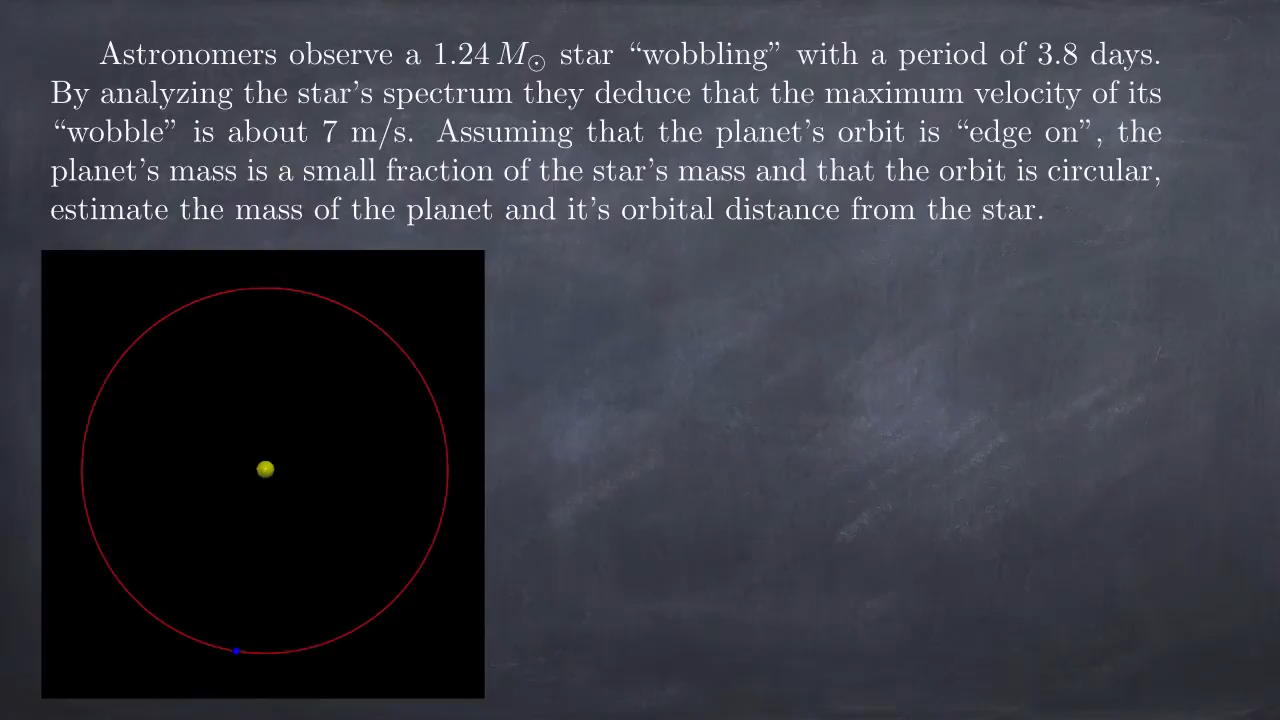 Astronomers observe a 1.24 M☉ star “wobbling” with a period of 3.8 days.
By analyzing the star’s spectrum they deduce that the maximum velocity of its
“wobble” is about 7 m/s. Assuming that the planet’s orbit is “edge on”, the
planet’s mass is a small fraction of the star’s mass and that the orbit is circular,
estimate the mass of the planet and it’s orbital distance from the star.